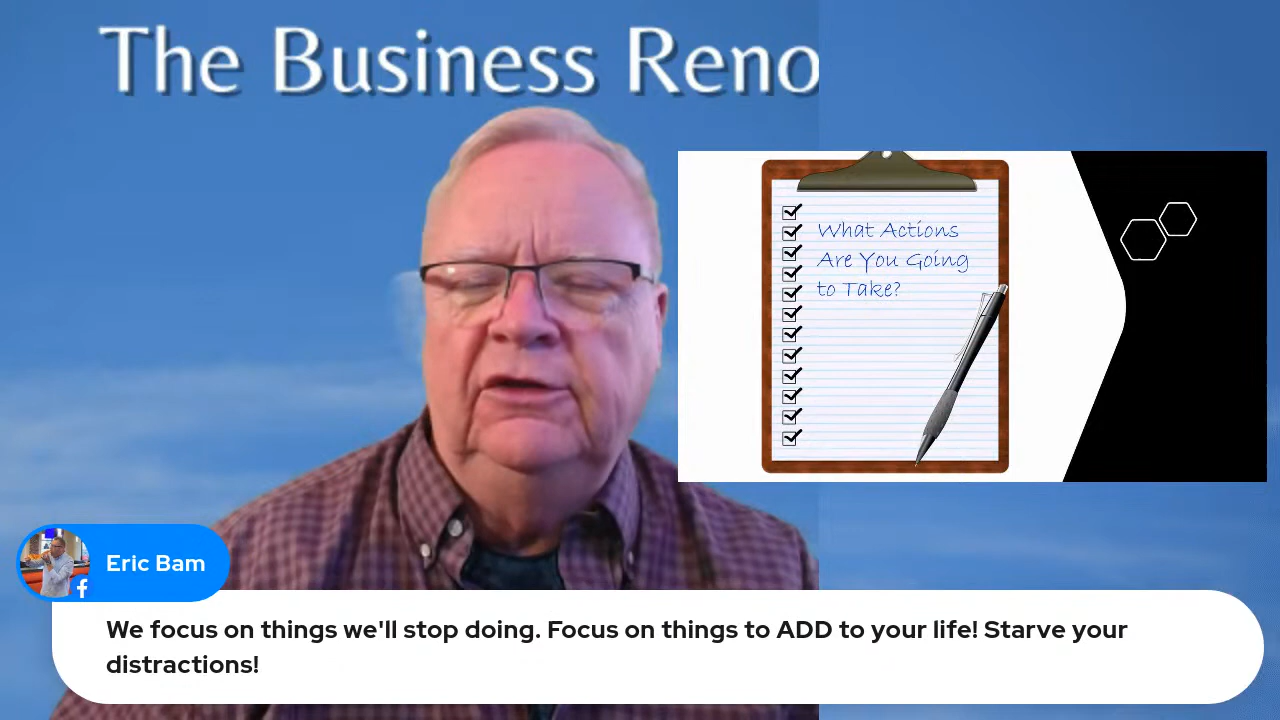 The Business Reno
What Actions
Are You Going
to Take?
Eric Bam
We focus on things we'll stop doing. Focus on things to ADD to your life! Starve your
distractions!